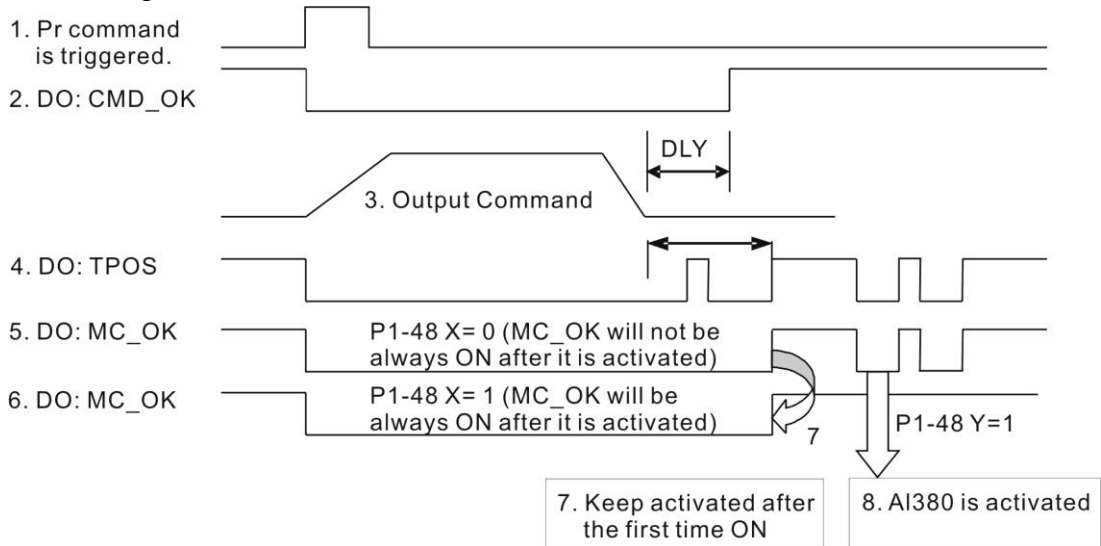 1. Pr command
is triggered.
2. DO: CMD_OK
DLY
3. Output Command
4. DO: TPOS
5. DO: MC_OK
P1-48 X= 0 (MC_OK will not be
always ON after it is activated)
6. DO: MC_OK
P1-48 X= 1 (MC_OK will be
always ON after it is activated)
7
P1-48 Y=1
7. Keep activated after
the first time ON
8. Al380 is activated